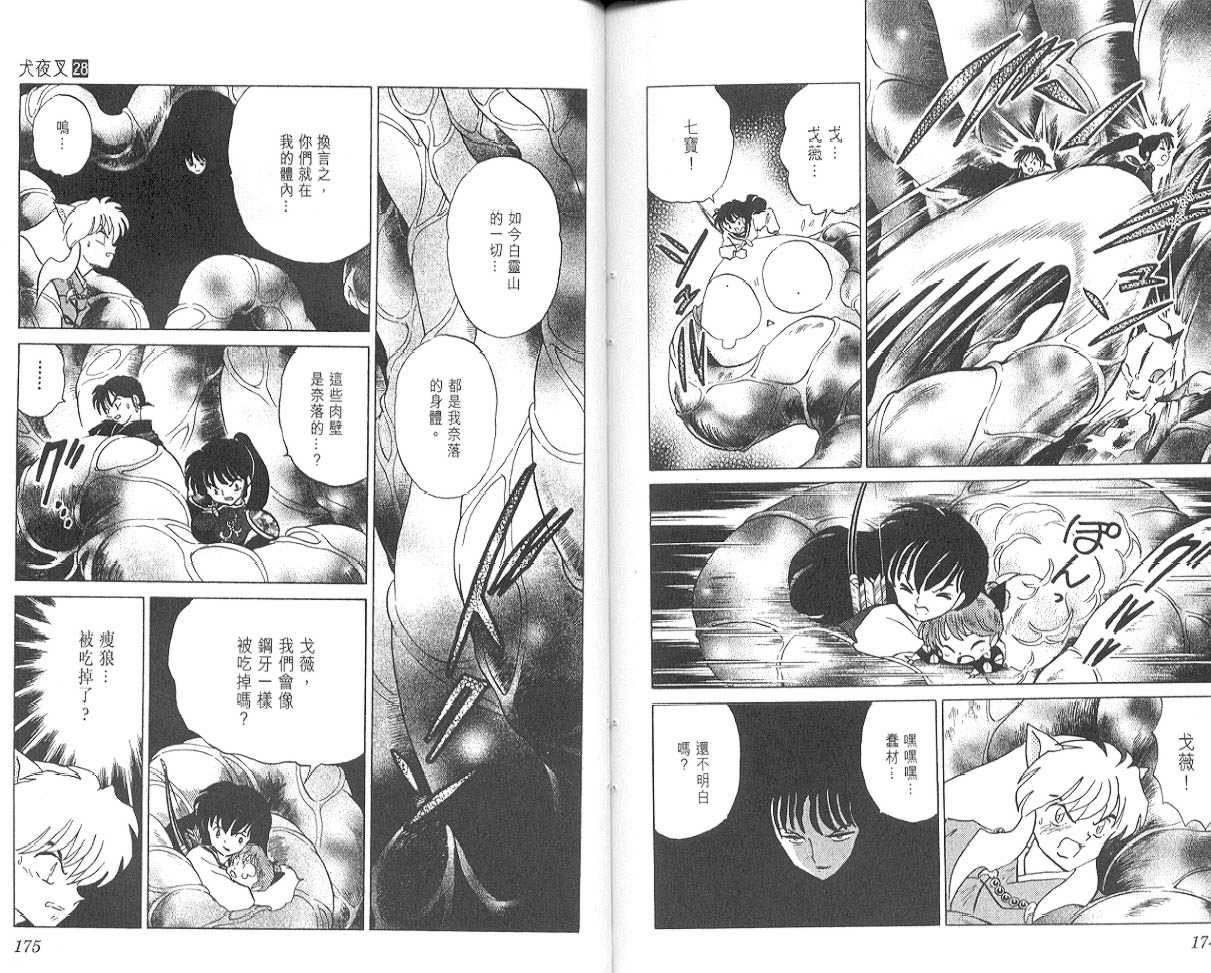 戈…
戈薇…
七寶！
ぽんっ
戈薇！
嘿嘿嘿…
蠢材…
還不明白
嗎？
174
犬夜叉28
如今白靈山
的一切…
都是我奈落
的身體。
換言之，
你們就在
我的體內…
嗚…
這些肉壁
是奈落的…？
……
戈薇，
我們會像
鋼牙一樣
被吃掉嗎？
瘦狼…
被吃掉了？
175